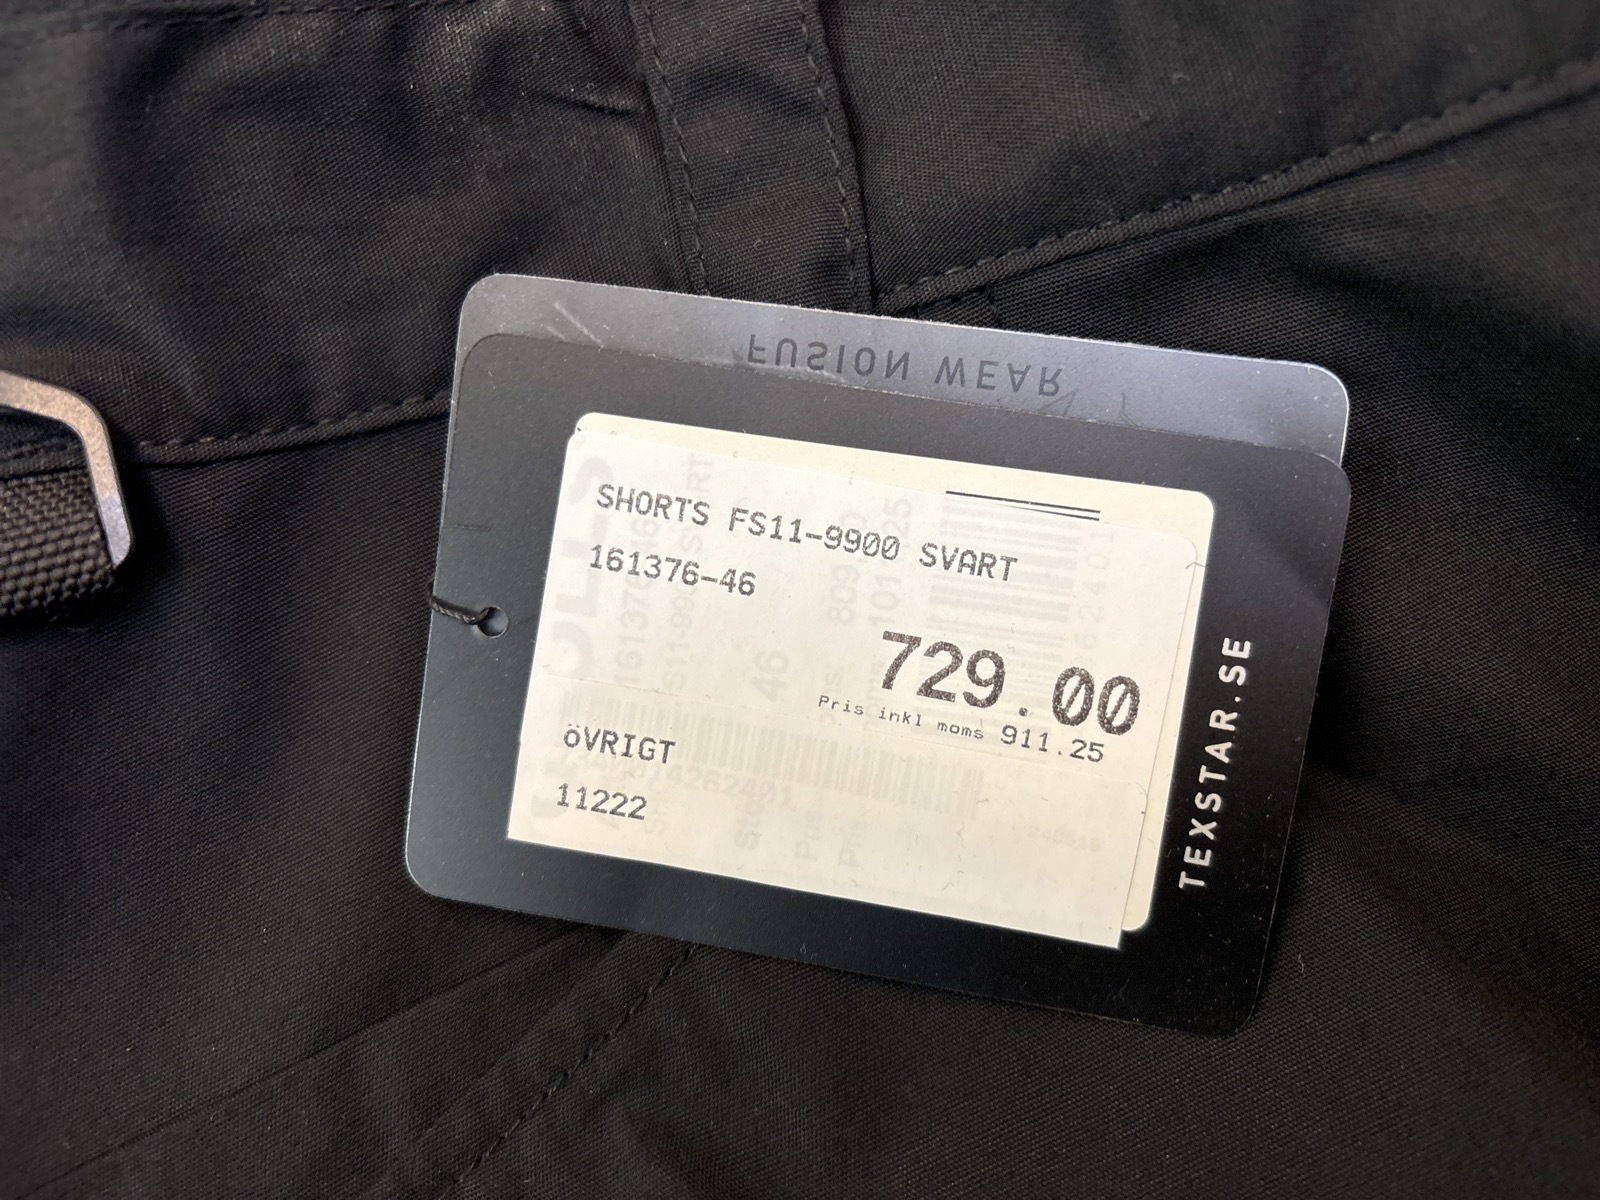 FUSION WEAR
SHORTS FS11-9900 SVART
161376-46
729.00
Pris inkl moms 911.25
öVRIGT
11222
TEXSTAR.SE